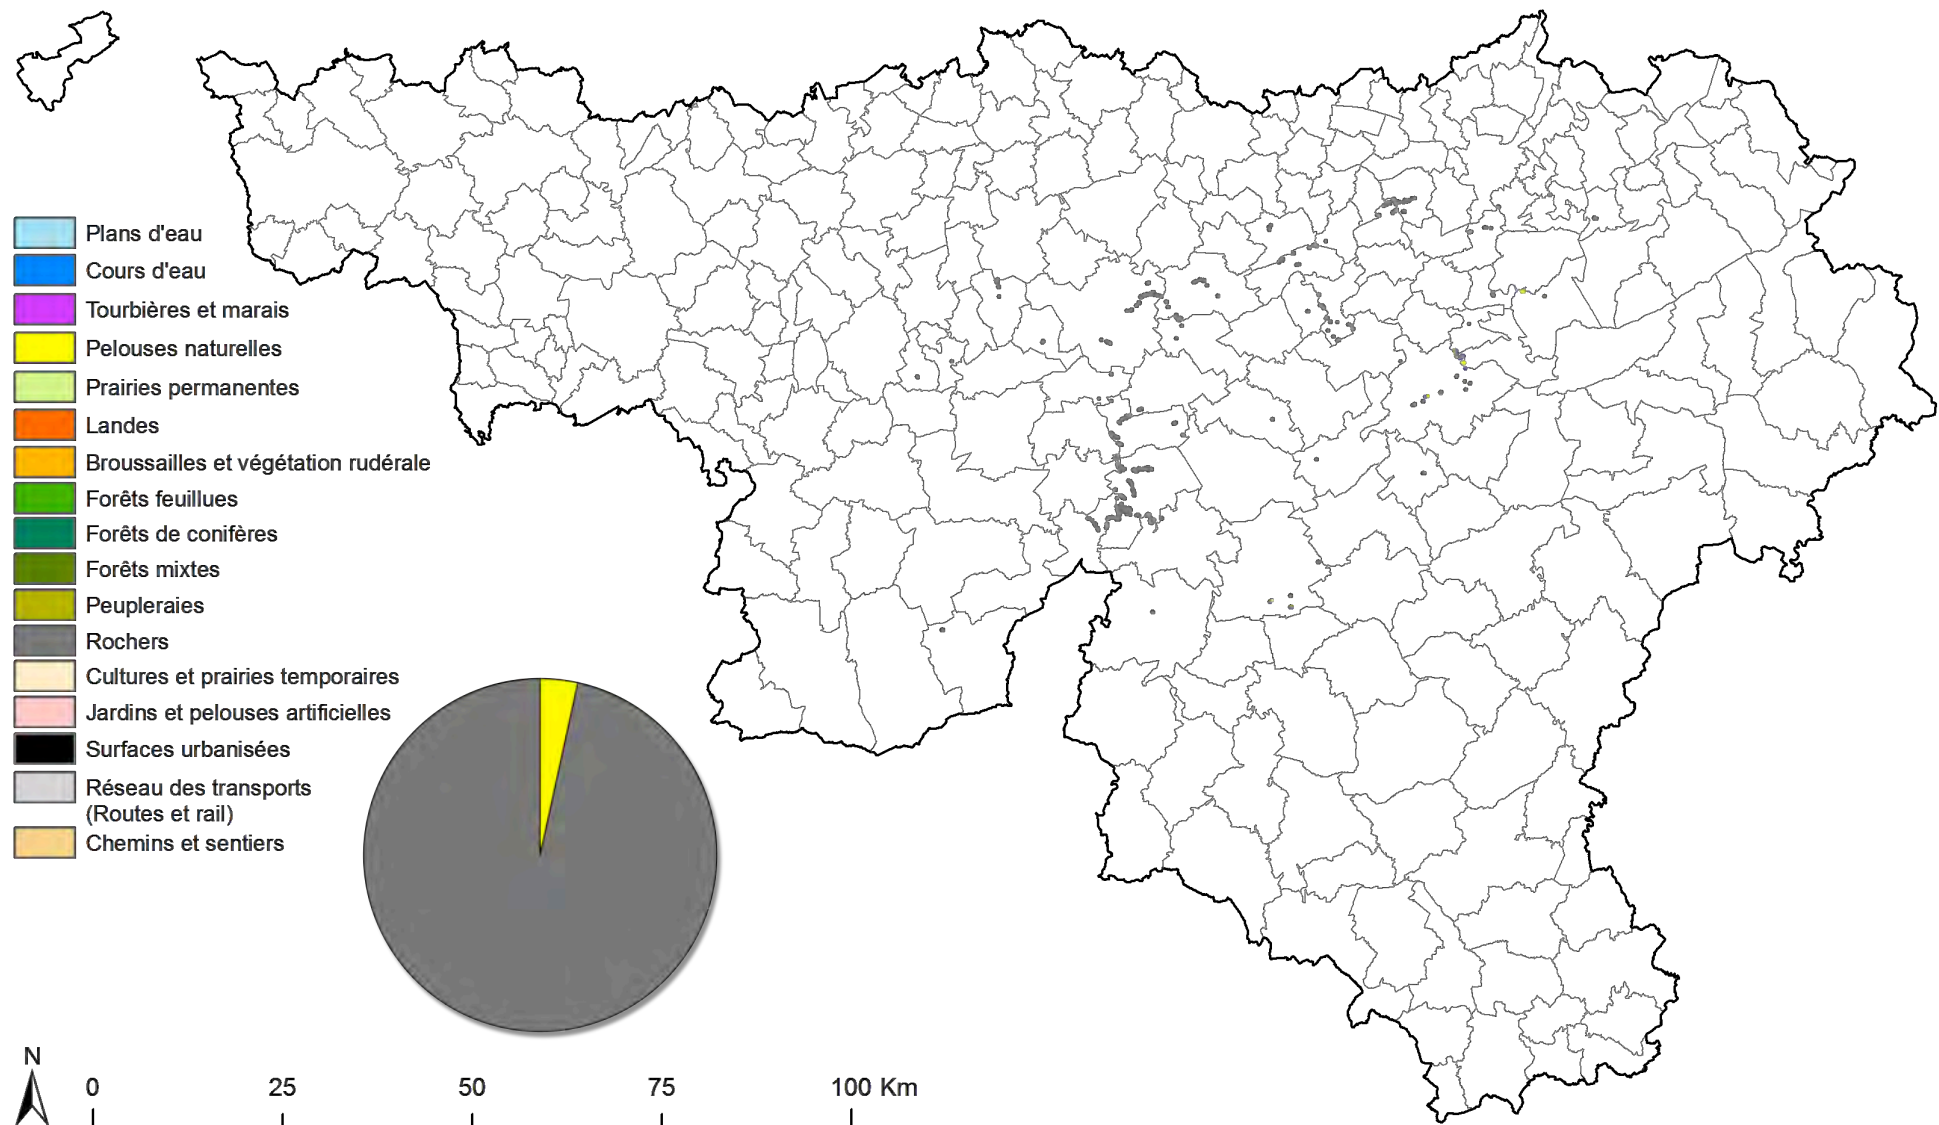 Plans d'eau
Cours d'eau
Tourbières et marais
Pelouses naturelles
Prairies permanentes
Landes
Broussailles et végétation rudérale
Forêts feuillues
Forêts de conifères
Forêts mixtes
Peupleraies
Rochers
Cultures et prairies temporaires
Jardins et pelouses artificielles
Surfaces urbanisées
Réseau des transports
(Routes et rail)
Chemins et sentiers
N
0 25 50 75 100 Km